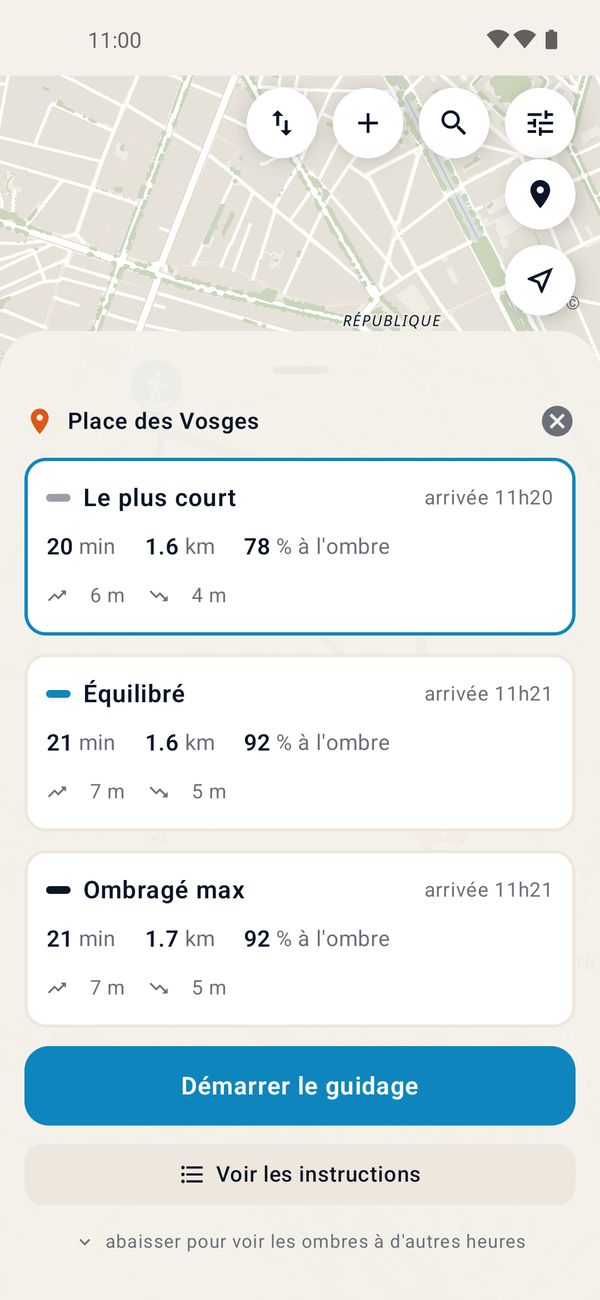 11:00
©
RÉPUBLIQUE
Place des Vosges
Le plus court
arrivée 11h20
20 min 1.6 km 78 % à l'ombre
6 m 4 m
Équilibré
arrivée 11h21
21 min 1.6 km 92 % à l'ombre
7 m 5 m
4E
Ombragé max
arrivée 11h21
21 min 1.7 km 92 % à l'ombre
7 m 5 m
Démarrer le guidage
Voir les instructions
abaisser pour voir les ombres à d'autres heures